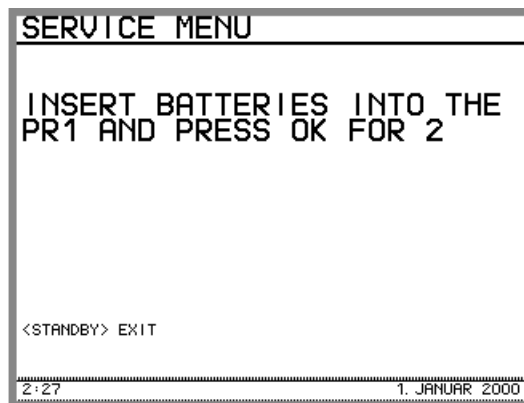 SERVICE MENU
INSERT BATTERIES INTO THE
PR1 AND PRESS OK FOR 2
<STANDBY> EXIT
2:27 1. JANUAR 2000